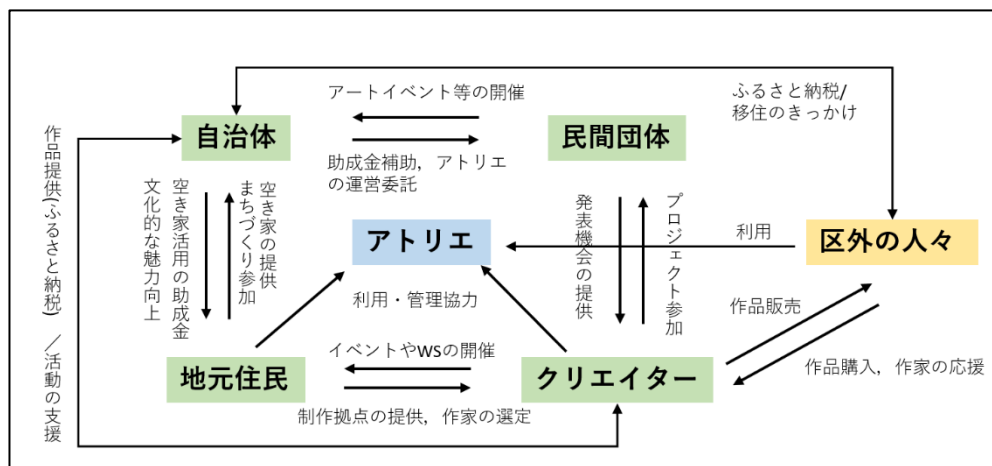 アートイベント等の開催
ふるさと納税/
移住のきっかけ
自治体
民間団体
助成金補助，アトリエ
の運営委託
作品提供(ふるさと納税)　／活動の支援
文化的な魅力向上
空き家活用の助成金
まちづくり参加
空き家の提供
アトリエ
発表機会の提供
プロジェクト参加
利用
区外の人々
利用・管理協力
作品販売
イベントやWSの開催
地元住民
クリエイター
作品購入，作家の応援
制作拠点の提供，作家の選定